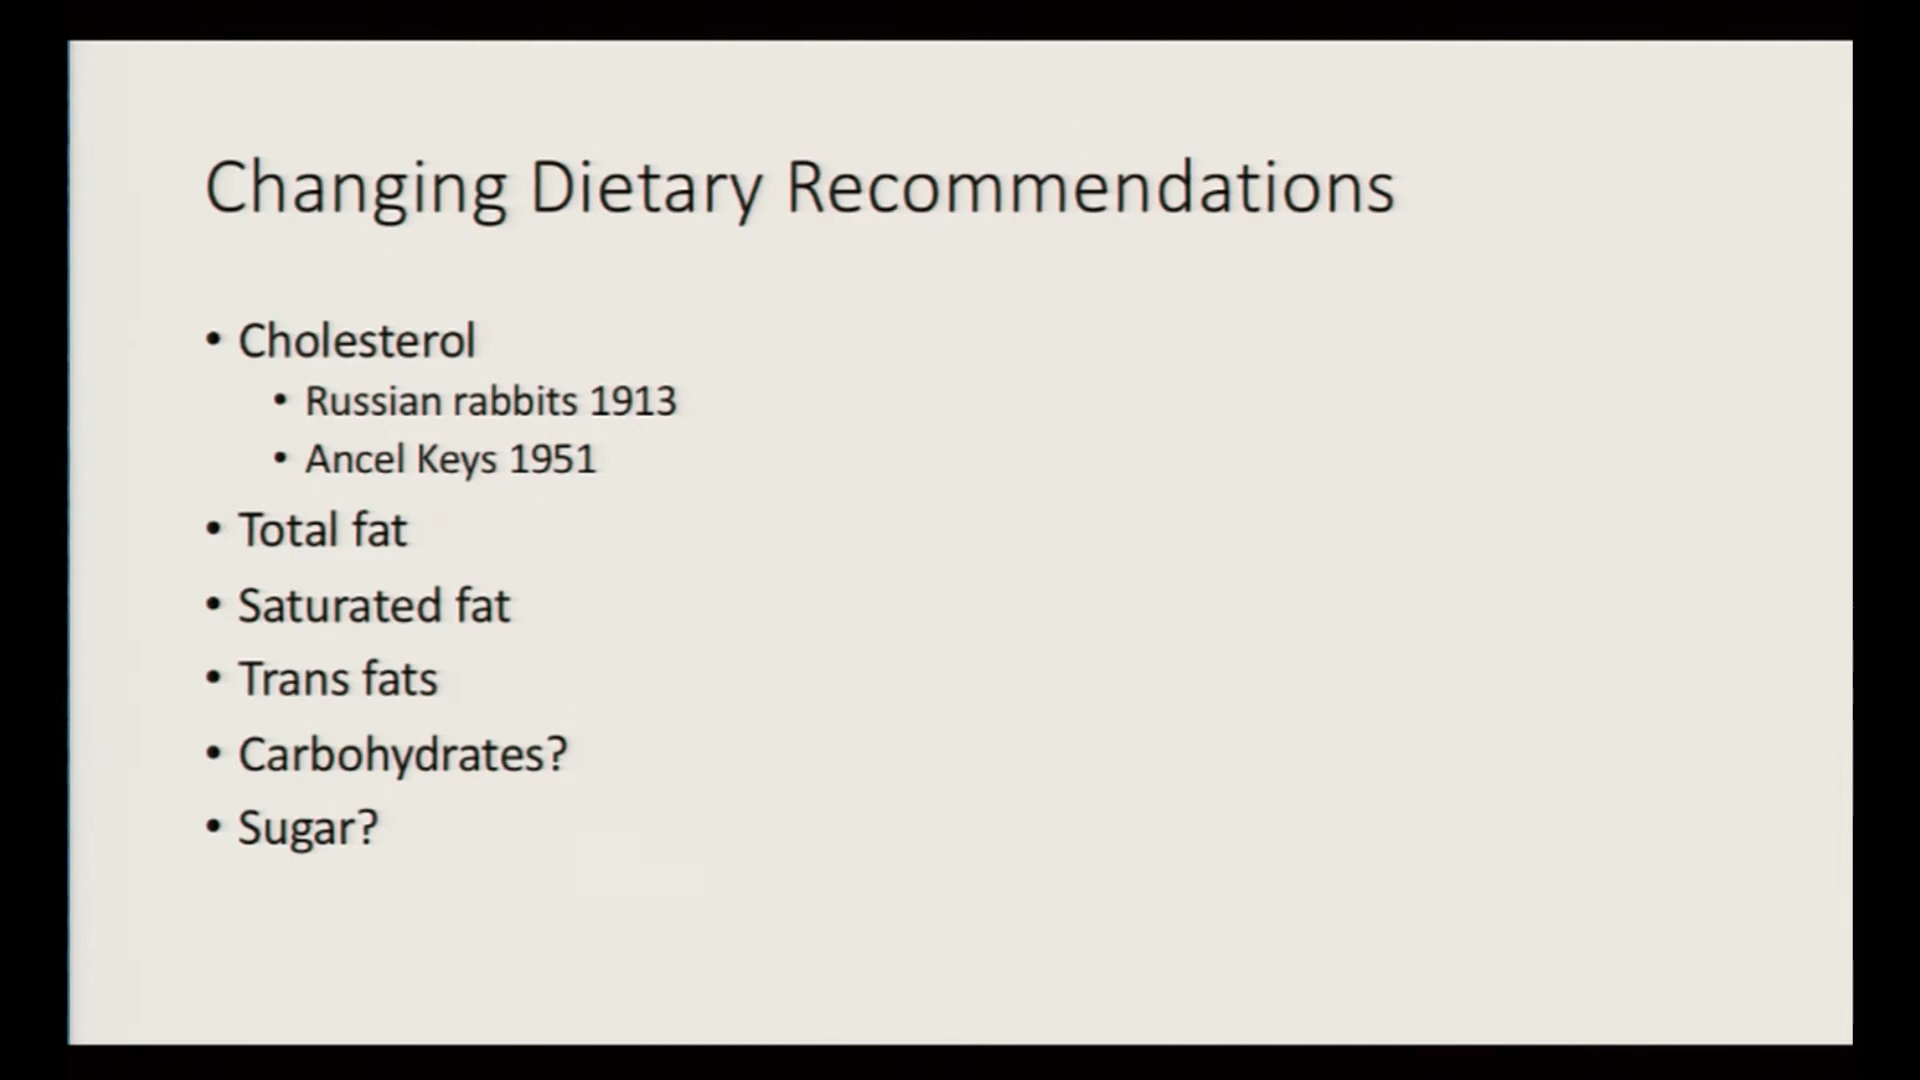 Changing Dietary Recommendations
• Cholesterol
• Russian rabbits 1913
• Ancel Keys 1951
• Total fat
• Saturated fat
• Trans fats
• Carbohydrates?
• Sugar?